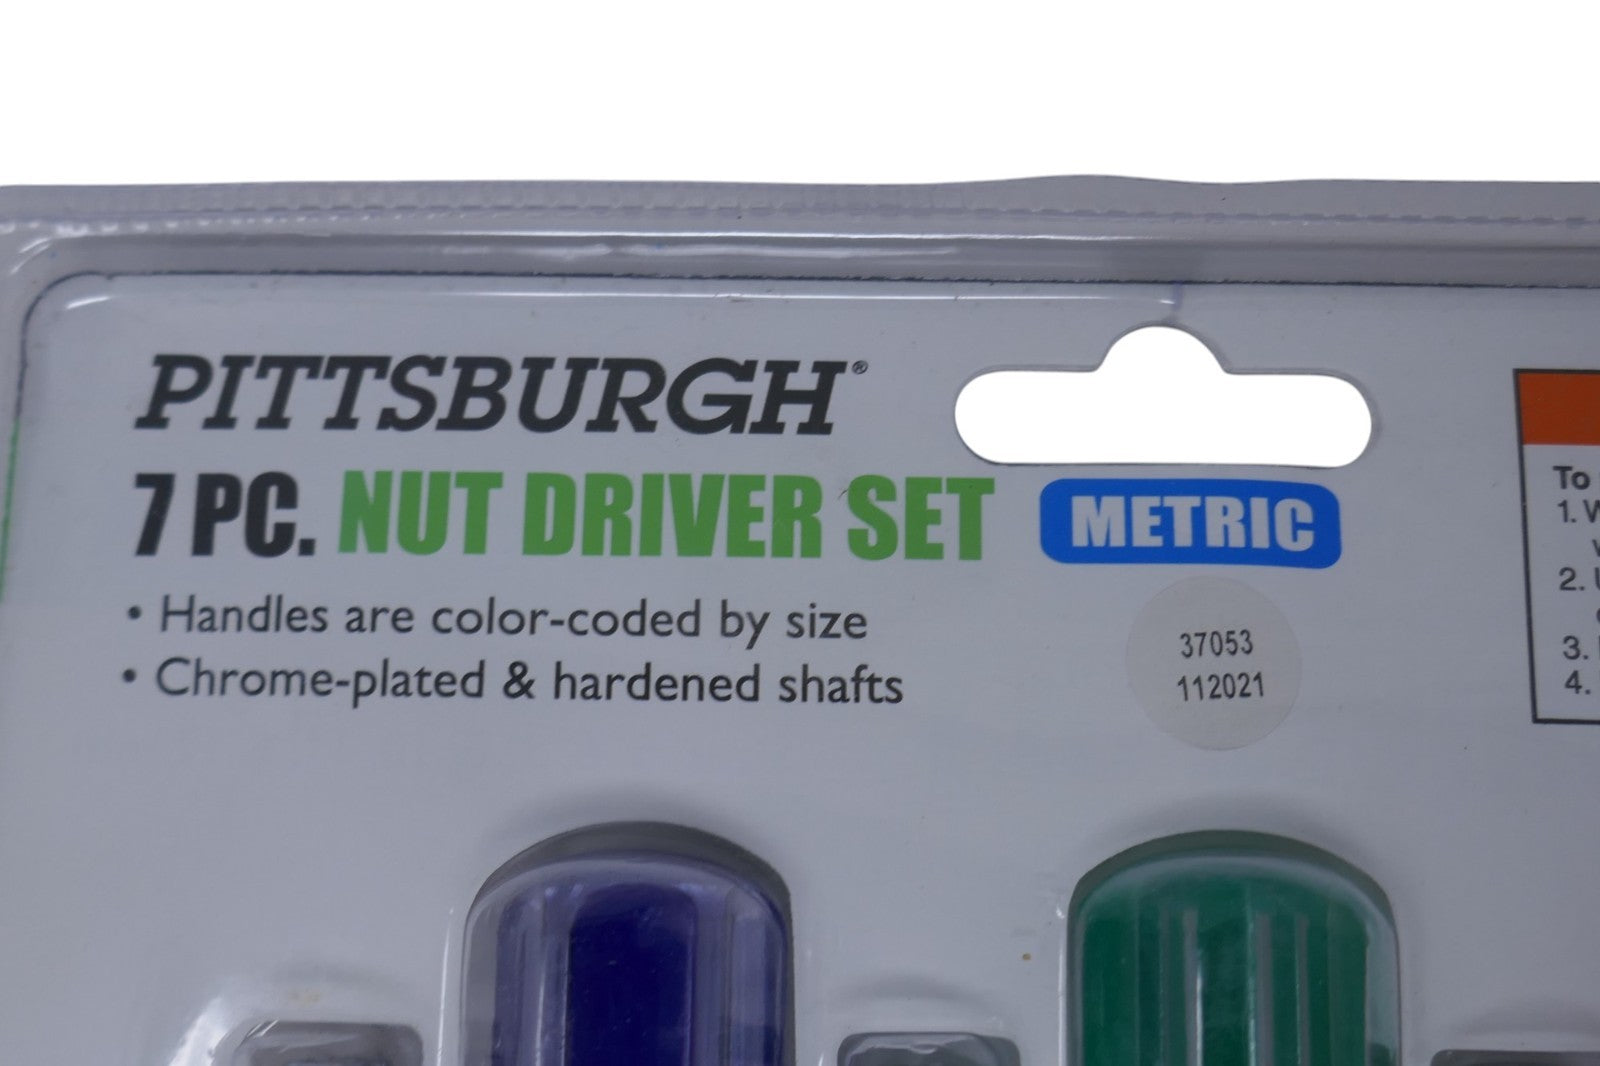 PITTSBURGH®
7 PC. NUT DRIVER SET METRIC
• Handles are color-coded by size
• Chrome-plated & hardened shafts
37053
112021
To
1.
2.
3.
4.